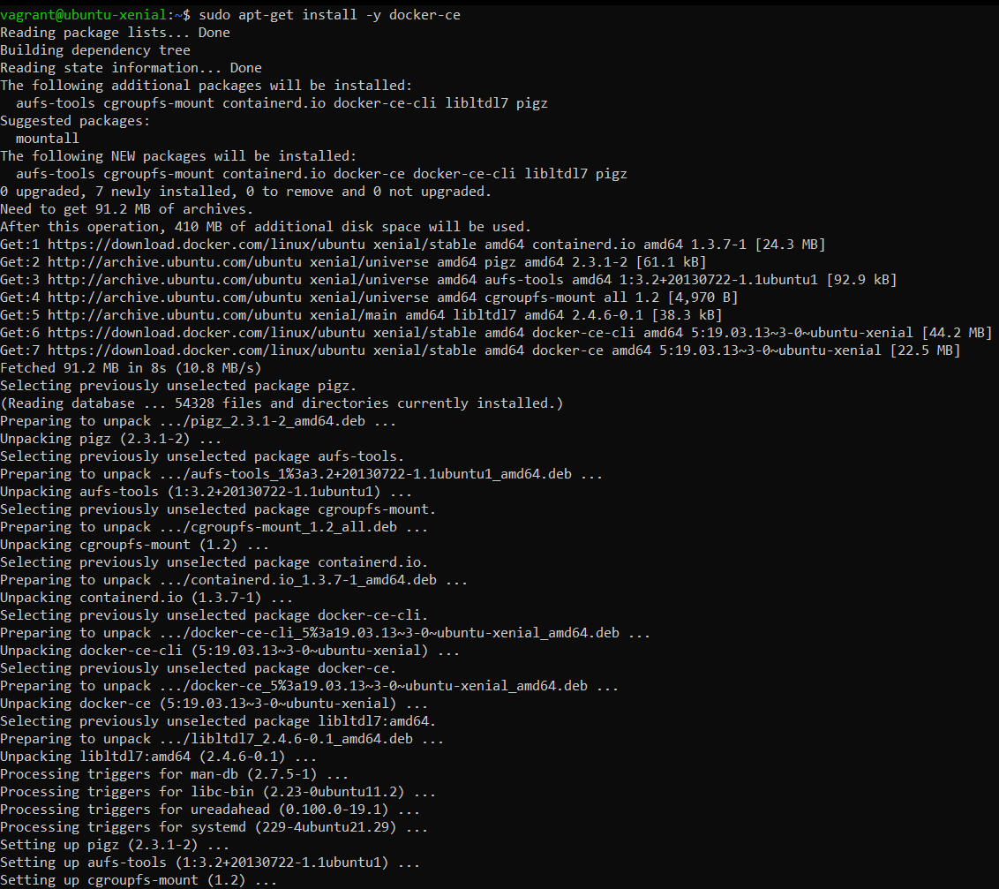 vagrant@ubuntu-xenial:~$ sudo apt-get install -y docker-ce
Reading package lists... Done
Building dependency tree
Reading state information... Done
The following additional packages will be installed:
  aufs-tools cgroupfs-mount containerd.io docker-ce-cli libltdl7 pigz
Suggested packages:
  mountall
The following NEW packages will be installed:
  aufs-tools cgroupfs-mount containerd.io docker-ce docker-ce-cli libltdl7 pigz
0 upgraded, 7 newly installed, 0 to remove and 0 not upgraded.
Need to get 91.2 MB of archives.
After this operation, 410 MB of additional disk space will be used.
Get:1 https://download.docker.com/linux/ubuntu xenial/stable amd64 containerd.io amd64 1.3.7-1 [24.3 MB]
Get:2 http://archive.ubuntu.com/ubuntu xenial/universe amd64 pigz amd64 2.3.1-2 [61.1 kB]
Get:3 http://archive.ubuntu.com/ubuntu xenial/universe amd64 aufs-tools amd64 1:3.2+20130722-1.1ubuntu1 [92.9 kB]
Get:4 http://archive.ubuntu.com/ubuntu xenial/universe amd64 cgroupfs-mount all 1.2 [4,970 B]
Get:5 http://archive.ubuntu.com/ubuntu xenial/main amd64 libltdl7 amd64 2.4.6-0.1 [38.3 kB]
Get:6 https://download.docker.com/linux/ubuntu xenial/stable amd64 docker-ce-cli amd64 5:19.03.13~3-0~ubuntu-xenial [44.2 MB]
Get:7 https://download.docker.com/linux/ubuntu xenial/stable amd64 docker-ce amd64 5:19.03.13~3-0~ubuntu-xenial [22.5 MB]
Fetched 91.2 MB in 8s (10.8 MB/s)
Selecting previously unselected package pigz.
(Reading database ... 54328 files and directories currently installed.)
Preparing to unpack .../pigz_2.3.1-2_amd64.deb ...
Unpacking pigz (2.3.1-2) ...
Selecting previously unselected package aufs-tools.
Preparing to unpack .../aufs-tools_1%3a3.2+20130722-1.1ubuntu1_amd64.deb ...
Unpacking aufs-tools (1:3.2+20130722-1.1ubuntu1) ...
Selecting previously unselected package cgroupfs-mount.
Preparing to unpack .../cgroupfs-mount_1.2_all.deb ...
Unpacking cgroupfs-mount (1.2) ...
Selecting previously unselected package containerd.io.
Preparing to unpack .../containerd.io_1.3.7-1_amd64.deb ...
Unpacking containerd.io (1.3.7-1) ...
Selecting previously unselected package docker-ce-cli.
Preparing to unpack .../docker-ce-cli_5%3a19.03.13~3-0~ubuntu-xenial_amd64.deb ...
Unpacking docker-ce-cli (5:19.03.13~3-0~ubuntu-xenial) ...
Selecting previously unselected package docker-ce.
Preparing to unpack .../docker-ce_5%3a19.03.13~3-0~ubuntu-xenial_amd64.deb ...
Unpacking docker-ce (5:19.03.13~3-0~ubuntu-xenial) ...
Selecting previously unselected package libltdl7:amd64.
Preparing to unpack .../libltdl7_2.4.6-0.1_amd64.deb ...
Unpacking libltdl7:amd64 (2.4.6-0.1) ...
Processing triggers for man-db (2.7.5-1) ...
Processing triggers for libc-bin (2.23-0ubuntu11.2) ...
Processing triggers for ureadahead (0.100.0-19.1) ...
Processing triggers for systemd (229-4ubuntu21.29) ...
Setting up pigz (2.3.1-2) ...
Setting up aufs-tools (1:3.2+20130722-1.1ubuntu1) ...
Setting up cgroupfs-mount (1.2) ...